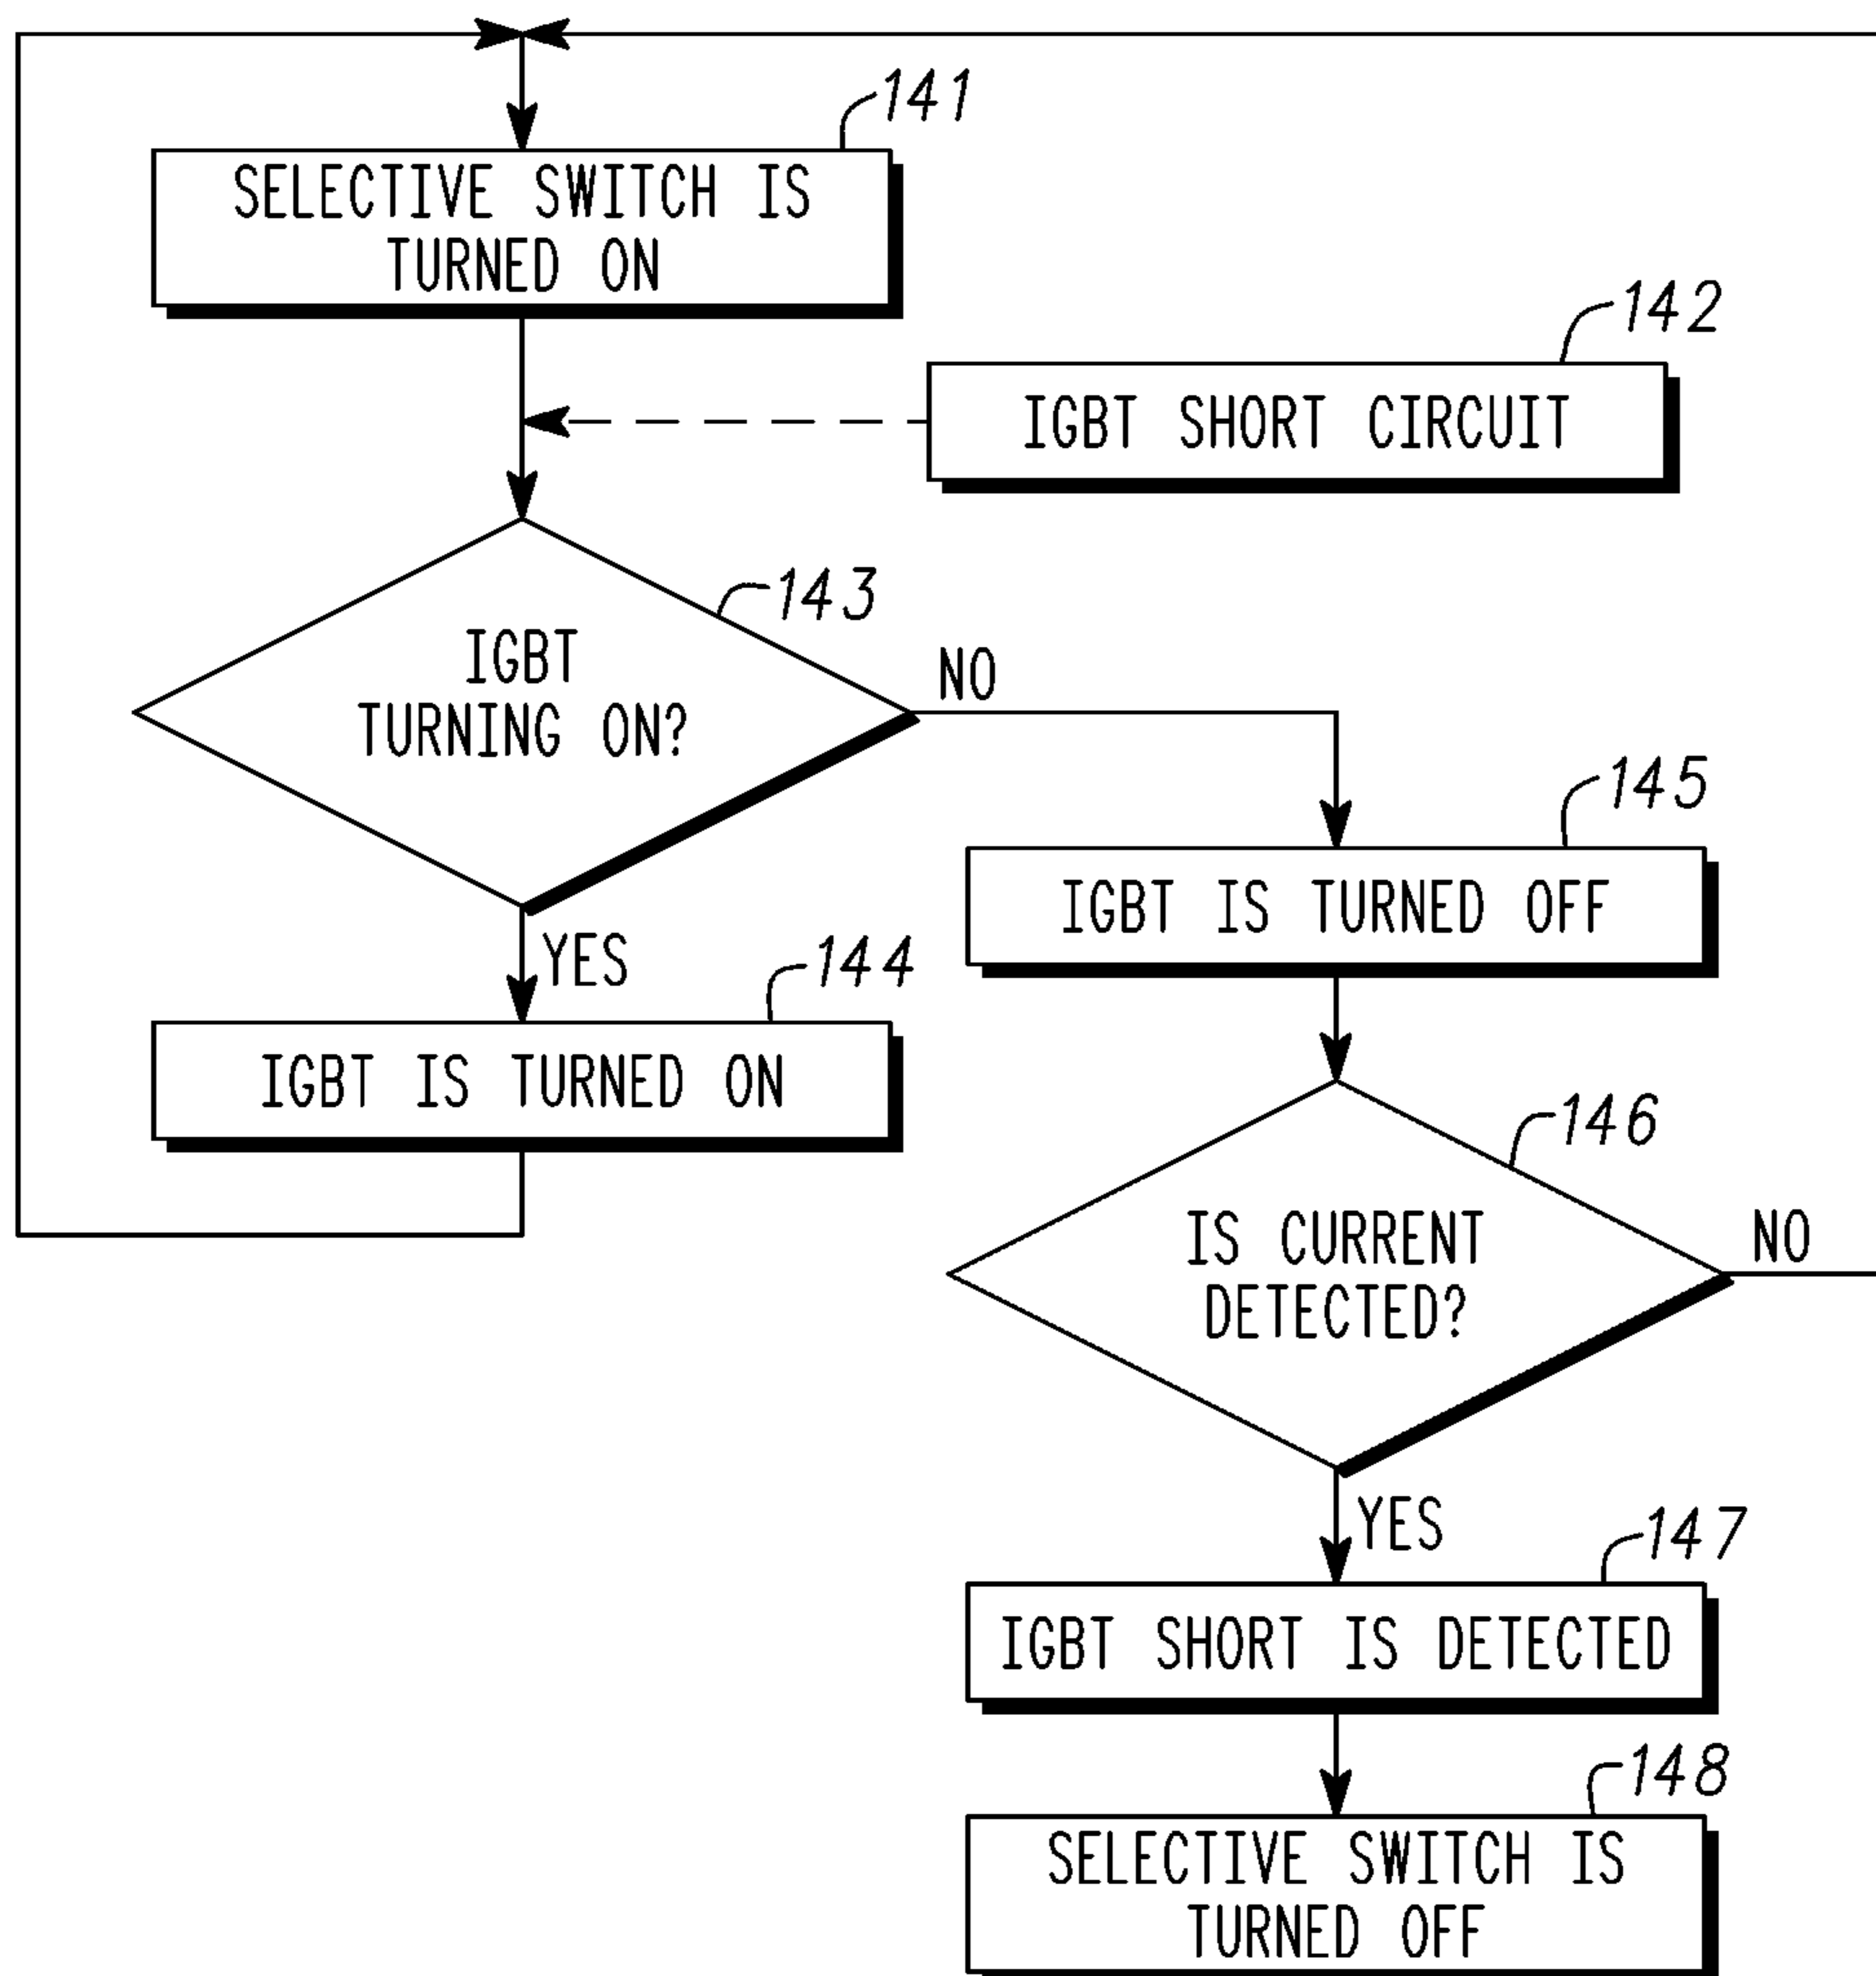 141
SELECTIVE SWITCH IS
TURNED ON
142
IGBT SHORT CIRCUIT
143
IGBT
TURNING ON?
NO
145
IGBT IS TURNED OFF
YES
144
IGBT IS TURNED ON
146
IS CURRENT
DETECTED?
NO
YES
147
IGBT SHORT IS DETECTED
148
SELECTIVE SWITCH IS
TURNED OFF